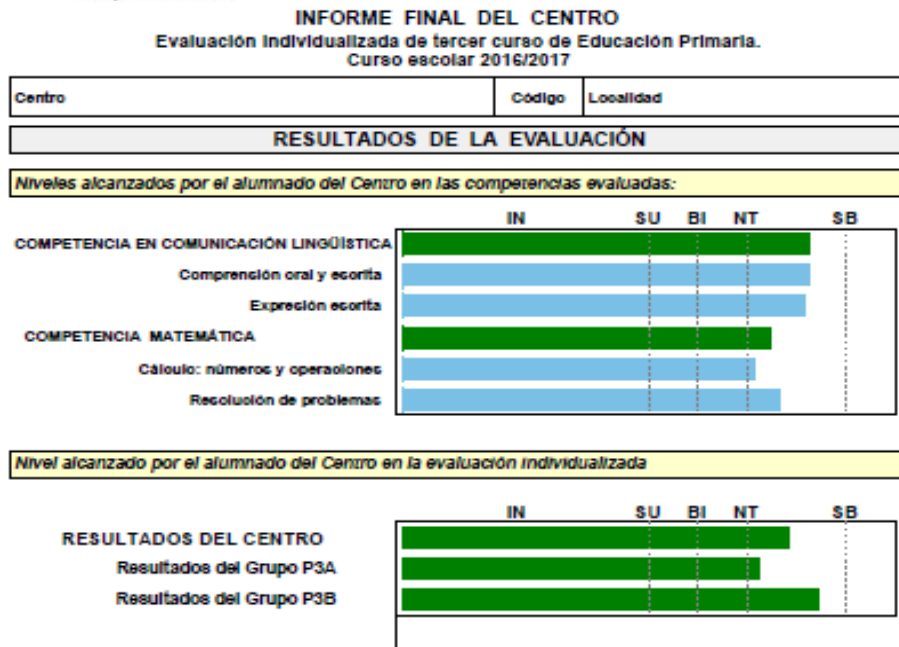 INFORME FINAL DEL CENTRO
Evaluación Individualizada de tercer curso de Educación Primaria.
Curso escolar 2016/2017
Centro Código Localidad
RESULTADOS DE LA EVALUACIÓN
Niveles alcanzados por el alumnado del Centro en las competencias evaluadas:
IN SU BI NT SB
COMPETENCIA EN COMUNICACIÓN LINGÜÍSTICA
Comprensión oral y escrita
Expresión escrita
COMPETENCIA MATEMÁTICA
Cálculo: números y operaciones
Resolución de problemas
Nivel alcanzado por el alumnado del Centro en la evaluación individualizada
IN SU BI NT SB
RESULTADOS DEL CENTRO
Resultados del Grupo P3A
Resultados del Grupo P3B